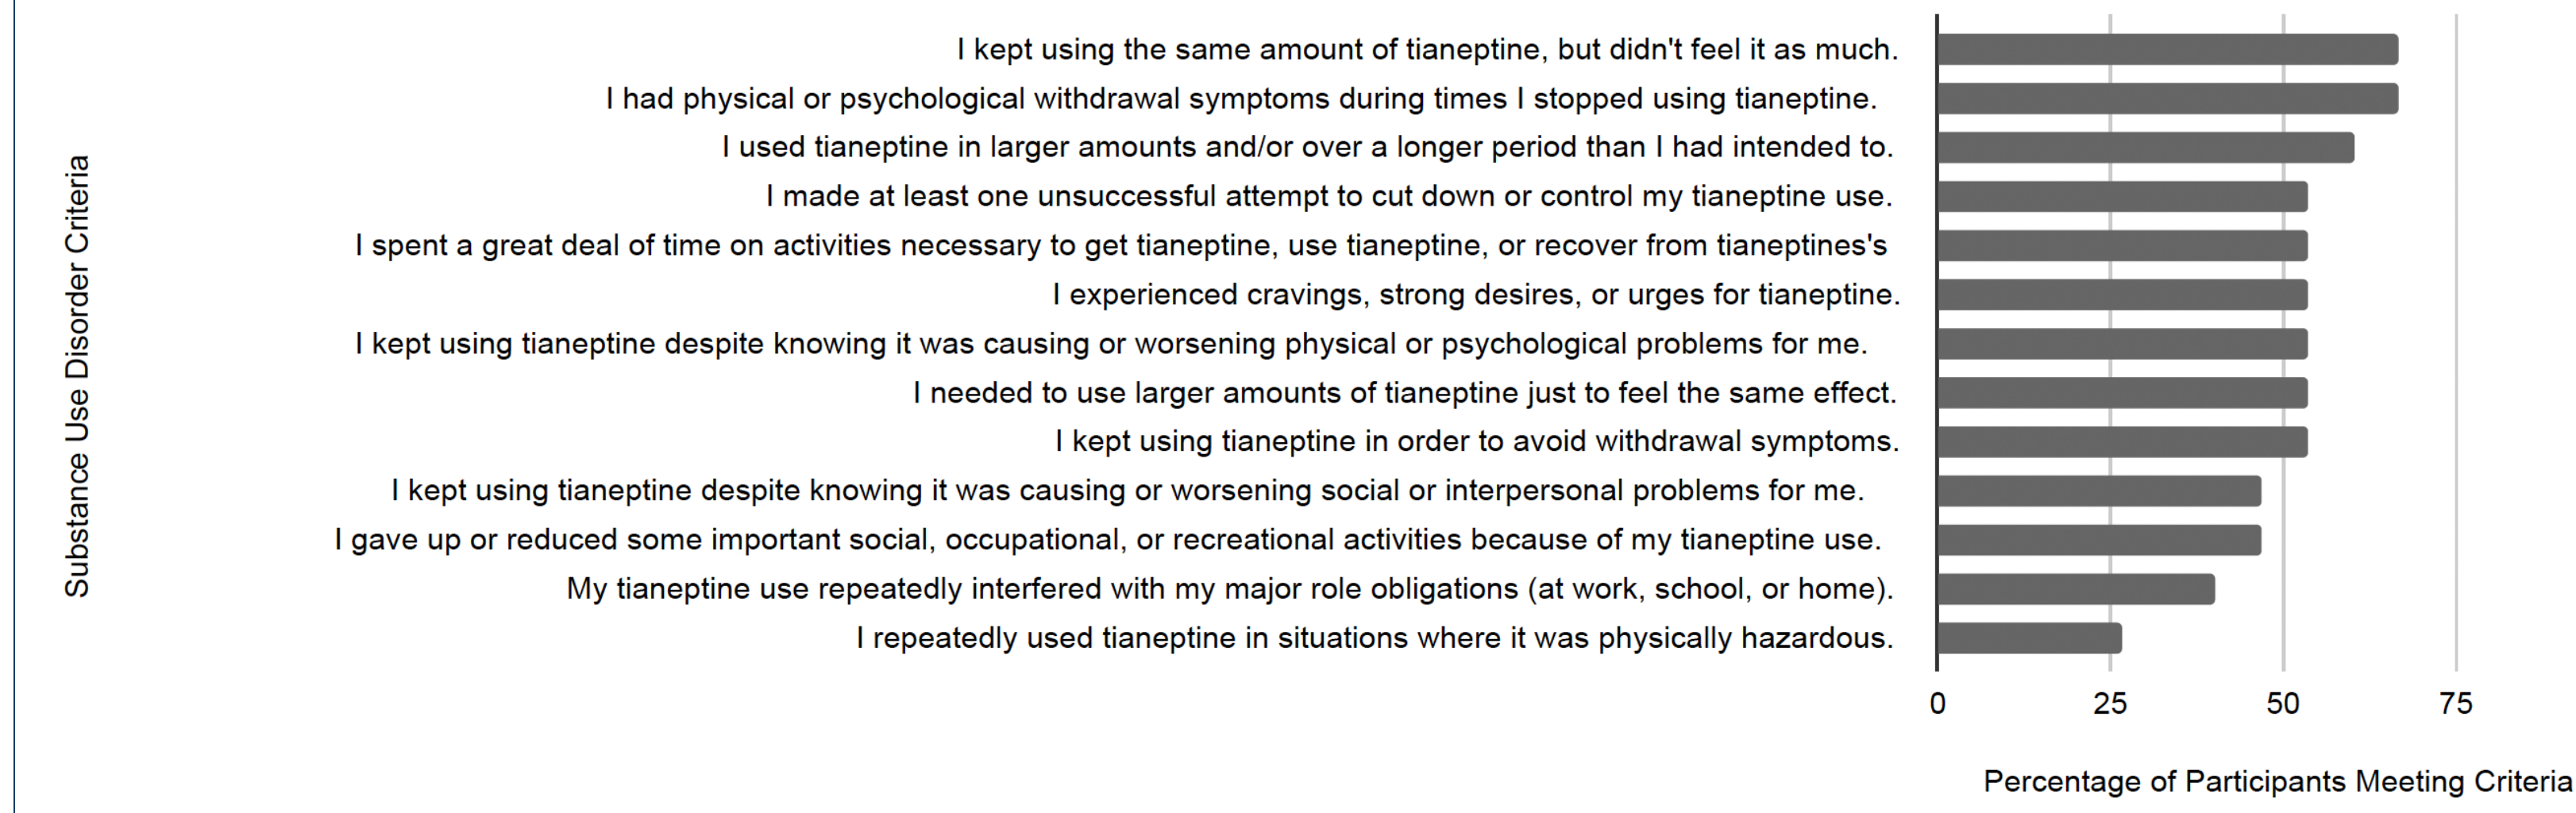 Substance Use Disorder Criteria
I kept using the same amount of tianeptine, but didn't feel it as much.
I had physical or psychological withdrawal symptoms during times I stopped using tianeptine.
I used tianeptine in larger amounts and/or over a longer period than I had intended to.
I made at least one unsuccessful attempt to cut down or control my tianeptine use.
I spent a great deal of time on activities necessary to get tianeptine, use tianeptine, or recover from tianeptines's
I experienced cravings, strong desires, or urges for tianeptine.
I kept using tianeptine despite knowing it was causing or worsening physical or psychological problems for me.
I needed to use larger amounts of tianeptine just to feel the same effect.
I kept using tianeptine in order to avoid withdrawal symptoms.
I kept using tianeptine despite knowing it was causing or worsening social or interpersonal problems for me.
I gave up or reduced some important social, occupational, or recreational activities because of my tianeptine use.
My tianeptine use repeatedly interfered with my major role obligations (at work, school, or home).
I repeatedly used tianeptine in situations where it was physically hazardous.
0 25 50 75
Percentage of Participants Meeting Criteria